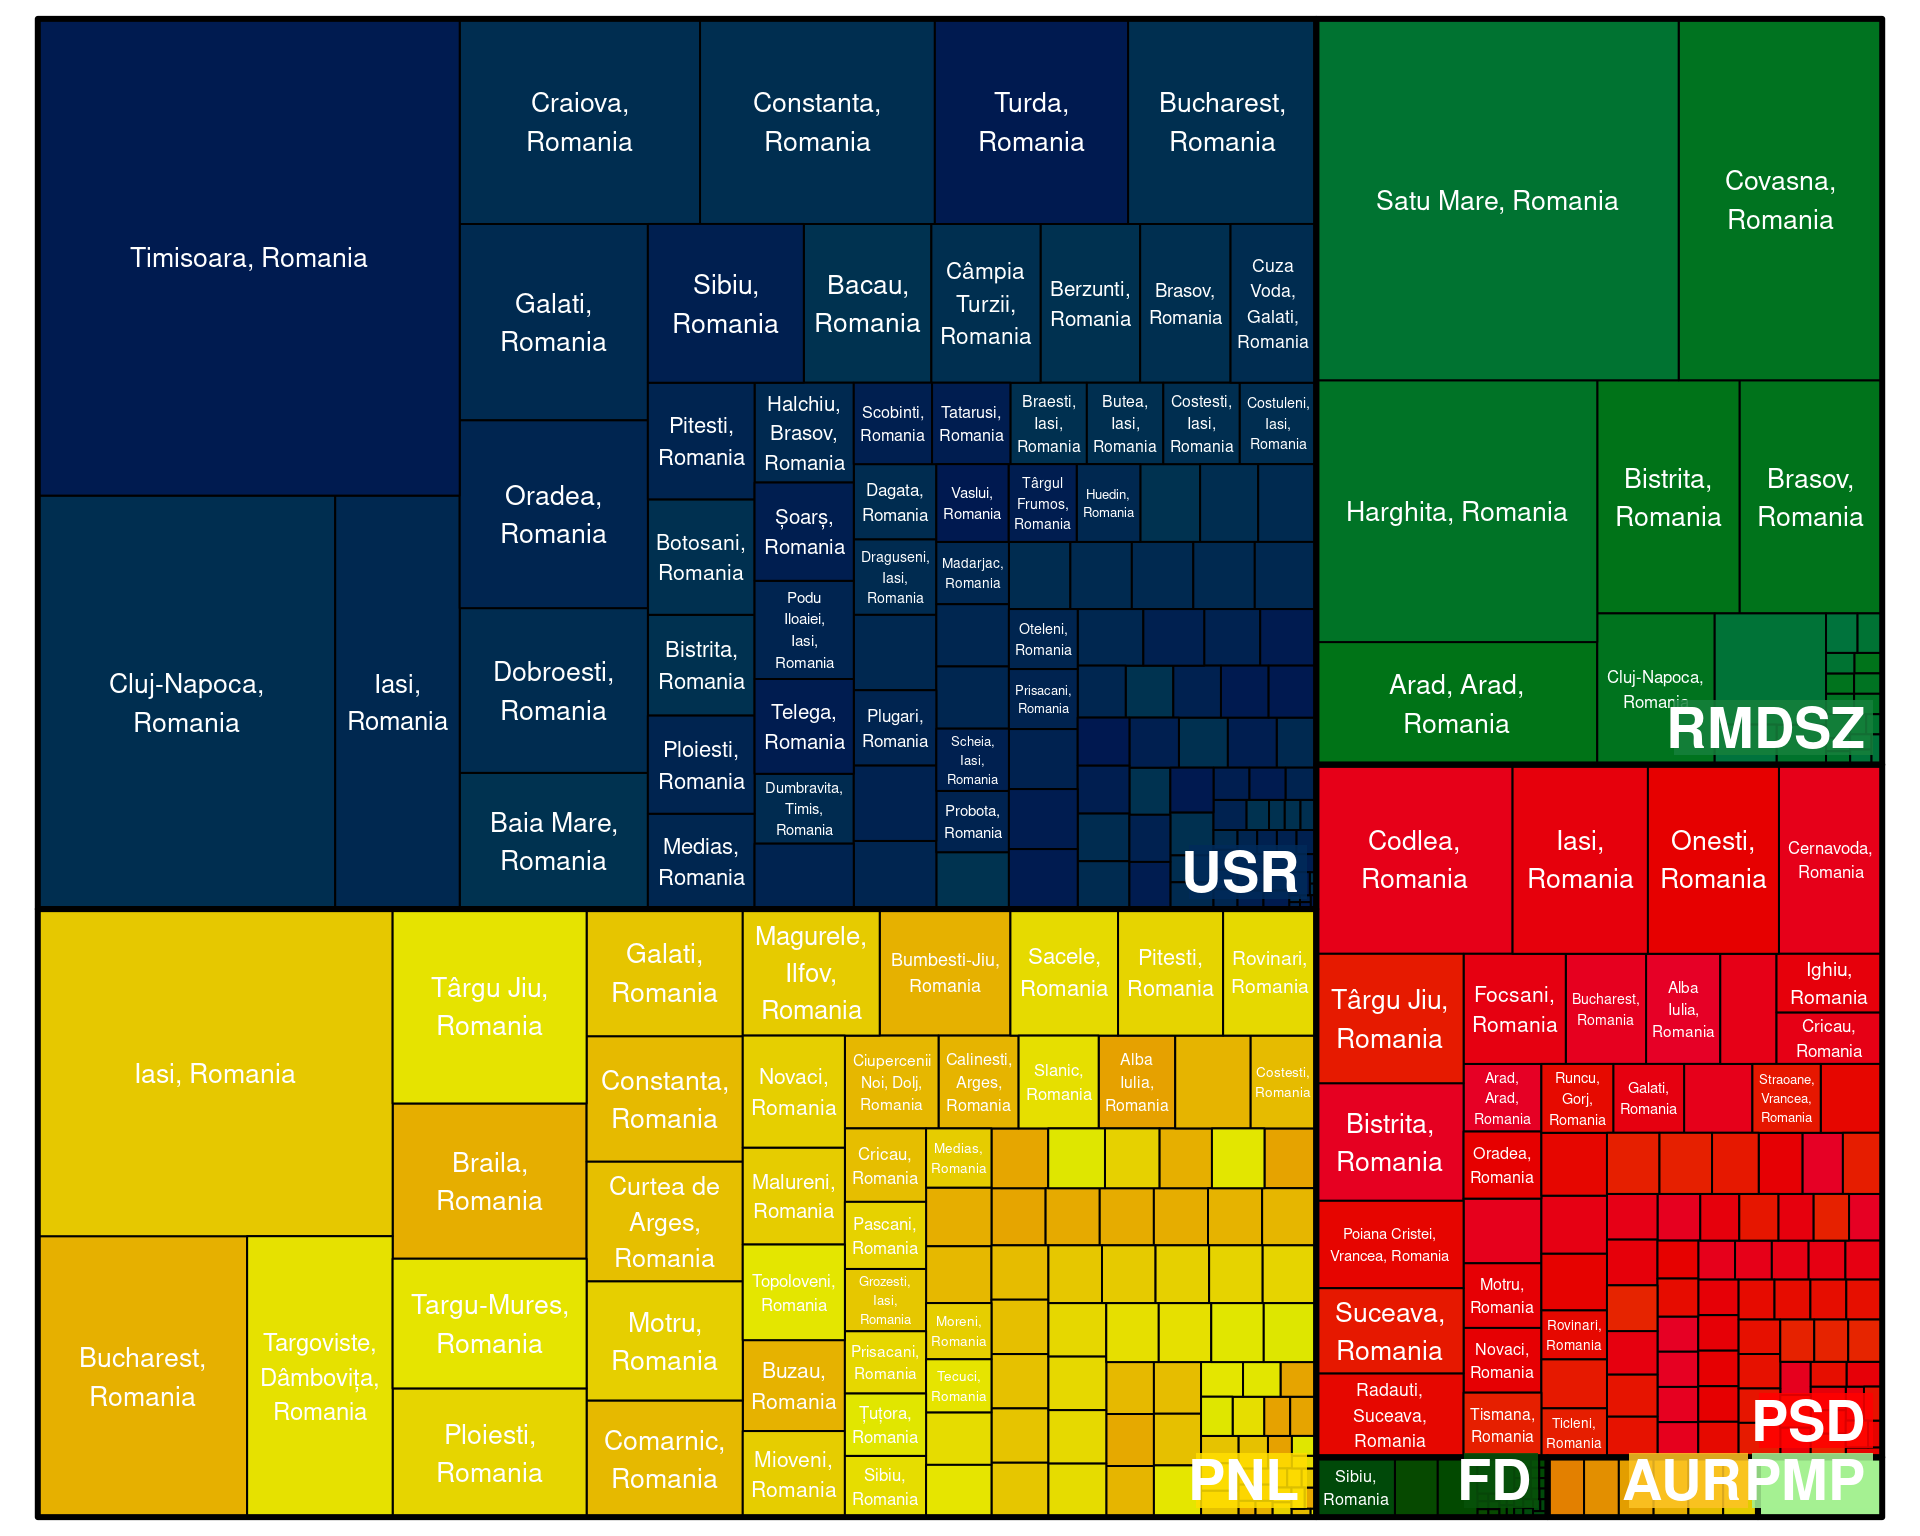 Timisoara, Romania
Cluj-Napoca,
Romania
Iasi,
Romania
Craiova,
Romania
Constanta,
Romania
Turda,
Romania
Bucharest,
Romania
Galati,
Romania
Oradea,
Romania
Dobroesti,
Romania
Baia Mare,
Romania
Sibiu,
Romania
Bacau,
Romania
Câmpia
Turzii,
Romania
Berzunti,
Romania
Brasov,
Romania
Cuza
Voda,
Galati,
Romania
Pitesti,
Romania
Botosani,
Romania
Bistrita,
Romania
Ploiesti,
Romania
Medias,
Romania
Halchiu,
Brasov,
Romania
Șoarș,
Romania
Podu
Iloaiei,
Iasi,
Romania
Telega,
Romania
Dumbravita,
Timis,
Romania
Scobinti,
Romania
Tatarusi,
Romania
Braesti,
Iasi,
Romania
Butea,
Iasi,
Romania
Costesti,
Iasi,
Romania
Costuleni,
Iasi,
Romania
Dagata,
Romania
Draguseni,
Iasi,
Romania
Plugari,
Romania
Vaslui,
Romania
Târgul
Frumos,
Romania
Huedin,
Romania
Madarjac,
Romania
Oteleni,
Romania
Prisacani,
Romania
Scheia,
Iasi,
Romania
Probota,
Romania
USR
Satu Mare, Romania
Covasna,
Romania
Harghita, Romania
Arad, Arad,
Romania
Bistrita,
Romania
Brasov,
Romania
Cluj-Napoca,
Romania
RMDSZ
Iasi, Romania
Bucharest,
Romania
Targoviste,
Dâmbovița,
Romania
Târgu Jiu,
Romania
Braila,
Romania
Targu-Mures,
Romania
Ploiesti,
Romania
Galati,
Romania
Constanta,
Romania
Curtea de
Arges,
Romania
Motru,
Romania
Comarnic,
Romania
Magurele,
Ilfov,
Romania
Bumbesti-Jiu,
Romania
Sacele,
Romania
Pitesti,
Romania
Rovinari,
Romania
Novaci,
Romania
Malureni,
Romania
Topoloveni,
Romania
Buzau,
Romania
Mioveni,
Romania
Ciupercenii
Noi, Dolj,
Romania
Calinesti,
Arges,
Romania
Slanic,
Romania
Alba
Iulia,
Romania
Costesti,
Romania
Cricau,
Romania
Pascani,
Romania
Grozesti,
Iasi,
Romania
Prisacani,
Romania
Țuțora,
Romania
Sibiu,
Romania
Medias,
Romania
Moreni,
Romania
Tecuci,
Romania
PNL
Codlea,
Romania
Iasi,
Romania
Onesti,
Romania
Cernavoda,
Romania
Târgu Jiu,
Romania
Bistrita,
Romania
Poiana Cristei,
Vrancea, Romania
Suceava,
Romania
Radauti,
Suceava,
Romania
Focsani,
Romania
Bucharest,
Romania
Alba
Iulia,
Romania
Ighiu,
Romania
Cricau,
Romania
Arad,
Arad,
Romania
Runcu,
Gorj,
Romania
Galati,
Romania
Straoane,
Vrancea,
Romania
Oradea,
Romania
Motru,
Romania
Novaci,
Romania
Tismana,
Romania
Rovinari,
Romania
Ticleni,
Romania
PSD
Sibiu,
Romania
FD
AUR
PMP